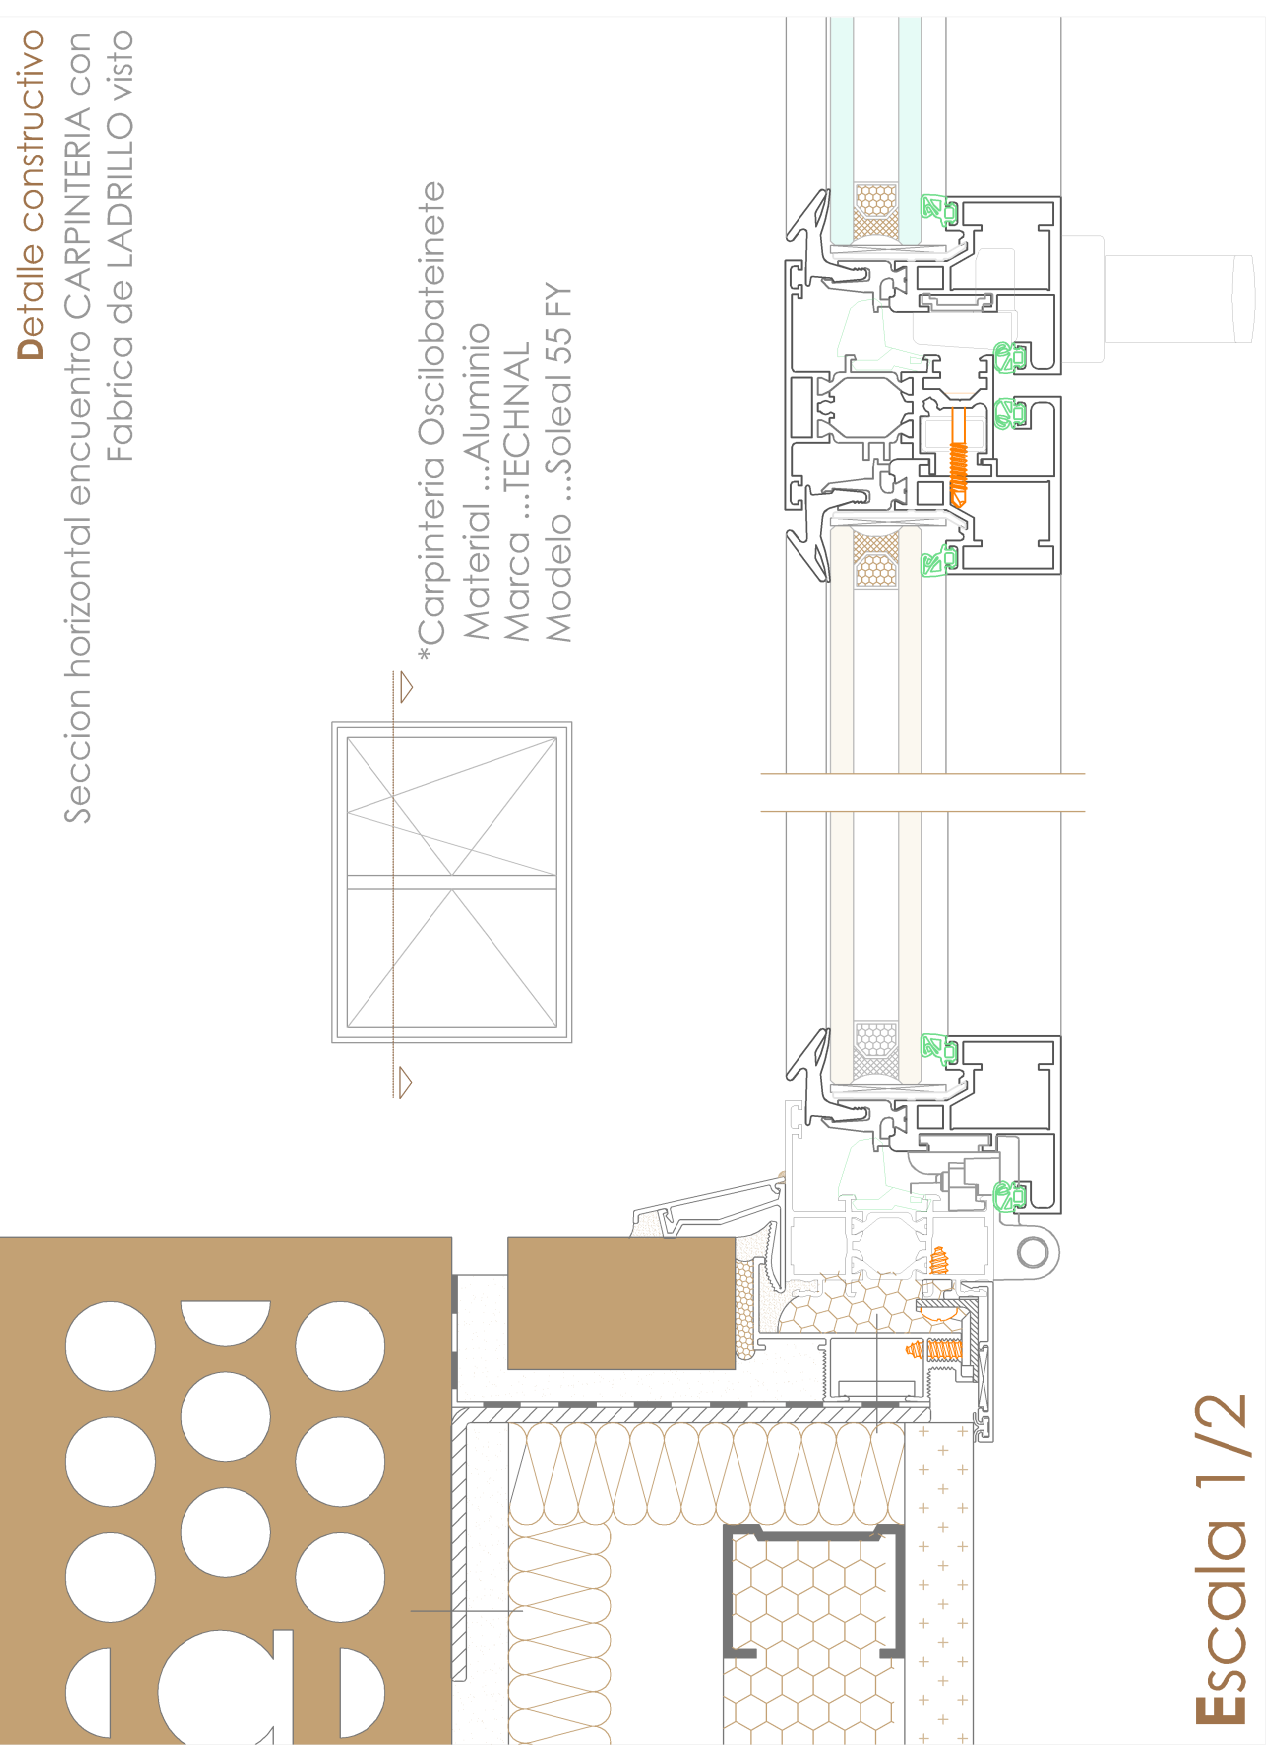 Detalle constructivo
Seccion horizontal encuentro CARPINTERIA con
Fabrica de LADRILLO visto
*Carpinteria Oscilobateinete
Material ...Aluminio
Marca ...TECHNAL
Modelo ...Soleal 55 FY
Escala 1/2